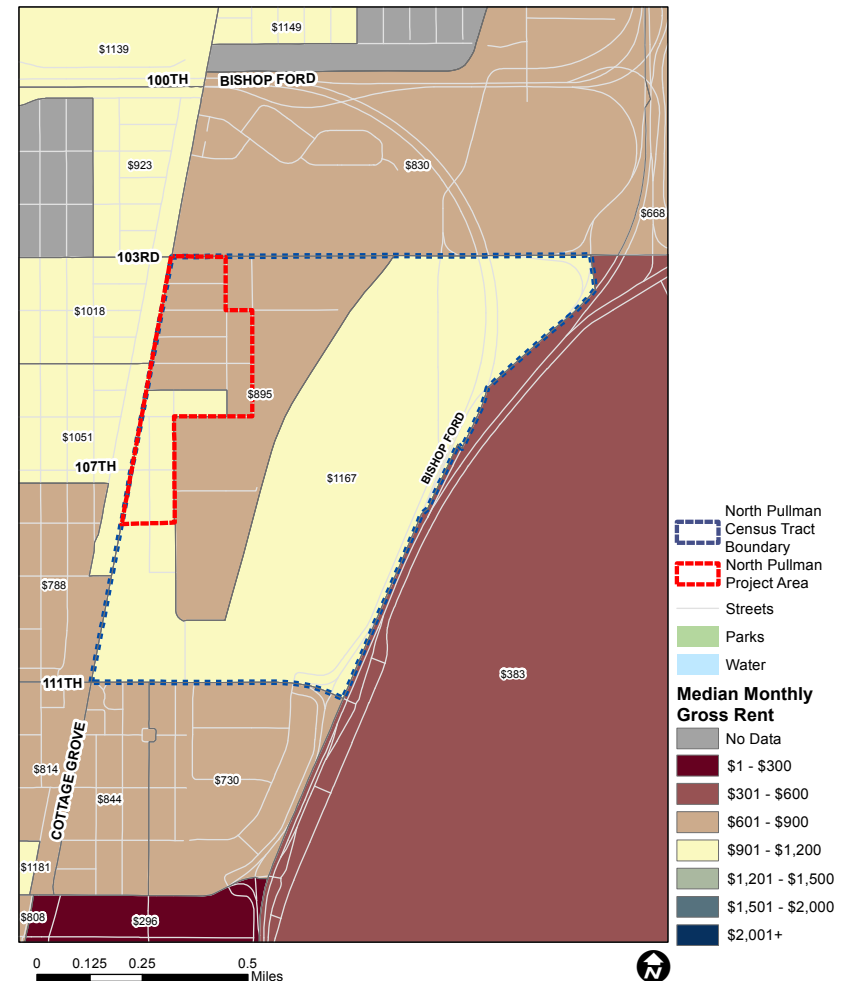 $1149
$1139
100TH
BISHOP FORD
$923
$830
$668
103RD
$1018
$895
$1051
BISHOP FORD
107TH
$1167
$788
$383
111TH
COTTAGE GROVE
$814
$844
$730
$1181
$808
$296
North Pullman
Census Tract
Boundary
North Pullman
Project Area
Streets
Parks
Water
Median Monthly
Gross Rent
No Data
$1 - $300
$301 - $600
$601 - $900
$901 - $1,200
$1,201 - $1,500
$1,501 - $2,000
$2,001+
0 0.125 0.25 0.5
Miles
N